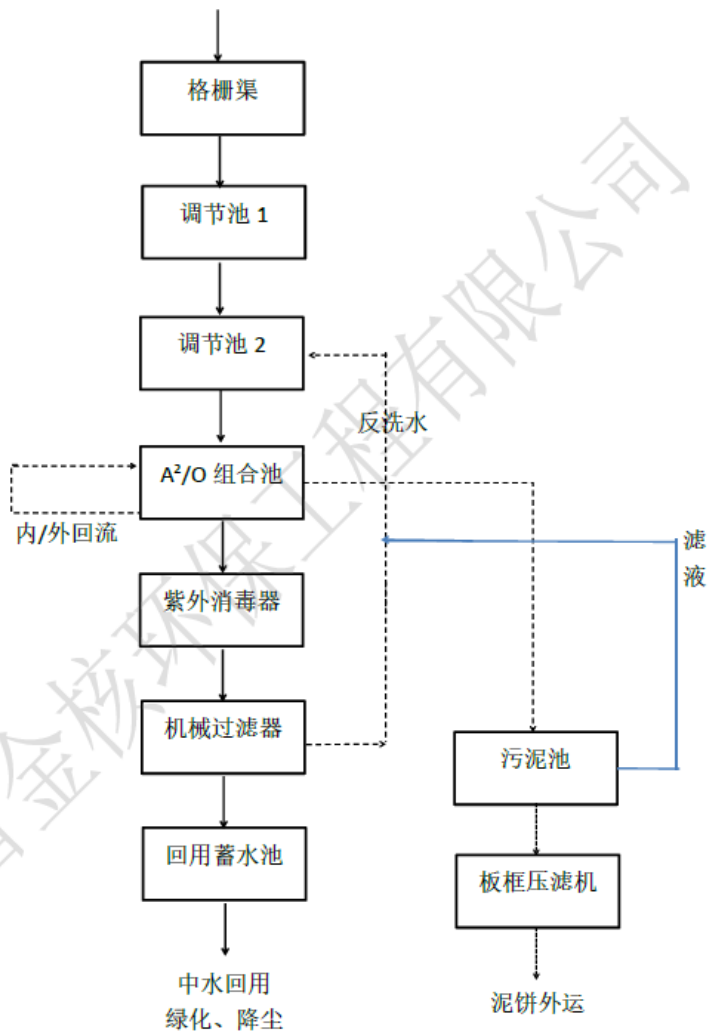 格栅渠
调节池 1
调节池 2
反洗水
A²/O 组合池
内/外回流
滤
液
紫外消毒器
机械过滤器
污泥池
回用蓄水池
板框压滤机
中水回用
绿化、降尘
泥饼外运
金核环保工程有限公司